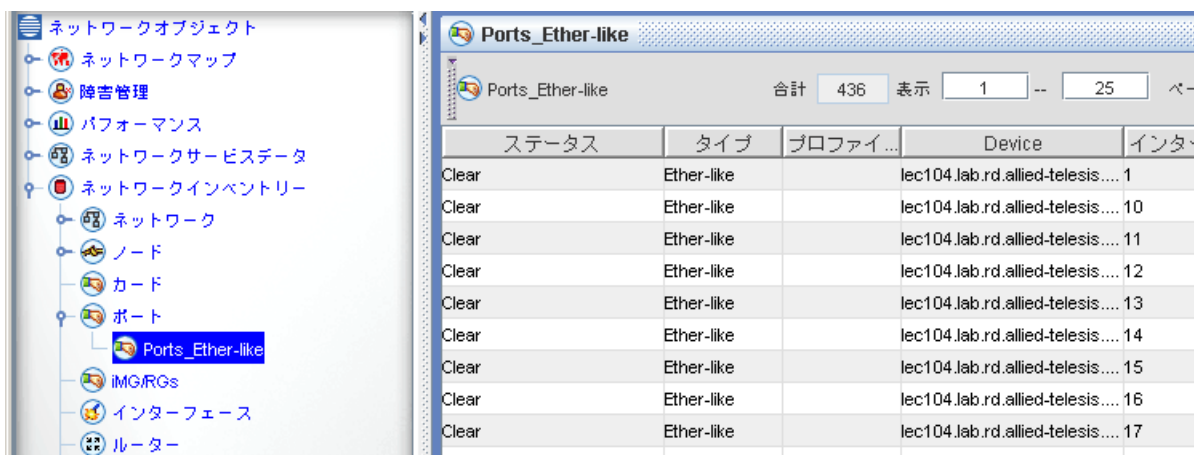 ネットワークオブジェクト
ネットワークマップ
障害管理
パフォーマンス
ネットワークサービスデータ
ネットワークインベントリー
ネットワーク
ノード
カード
ポート
Ports_Ether-like
iMG/RGs
インターフェース
ルーター
Ports_Ether-like
Ports_Ether-like 合計 436 表示 1 -- 25 ペー
ステータス タイプ プロファイ... Device インター
Clear Ether-like lec104.lab.rd.allied-telesis.... 1
Clear Ether-like lec104.lab.rd.allied-telesis.... 10
Clear Ether-like lec104.lab.rd.allied-telesis.... 11
Clear Ether-like lec104.lab.rd.allied-telesis.... 12
Clear Ether-like lec104.lab.rd.allied-telesis.... 13
Clear Ether-like lec104.lab.rd.allied-telesis.... 14
Clear Ether-like lec104.lab.rd.allied-telesis.... 15
Clear Ether-like lec104.lab.rd.allied-telesis.... 16
Clear Ether-like lec104.lab.rd.allied-telesis.... 17